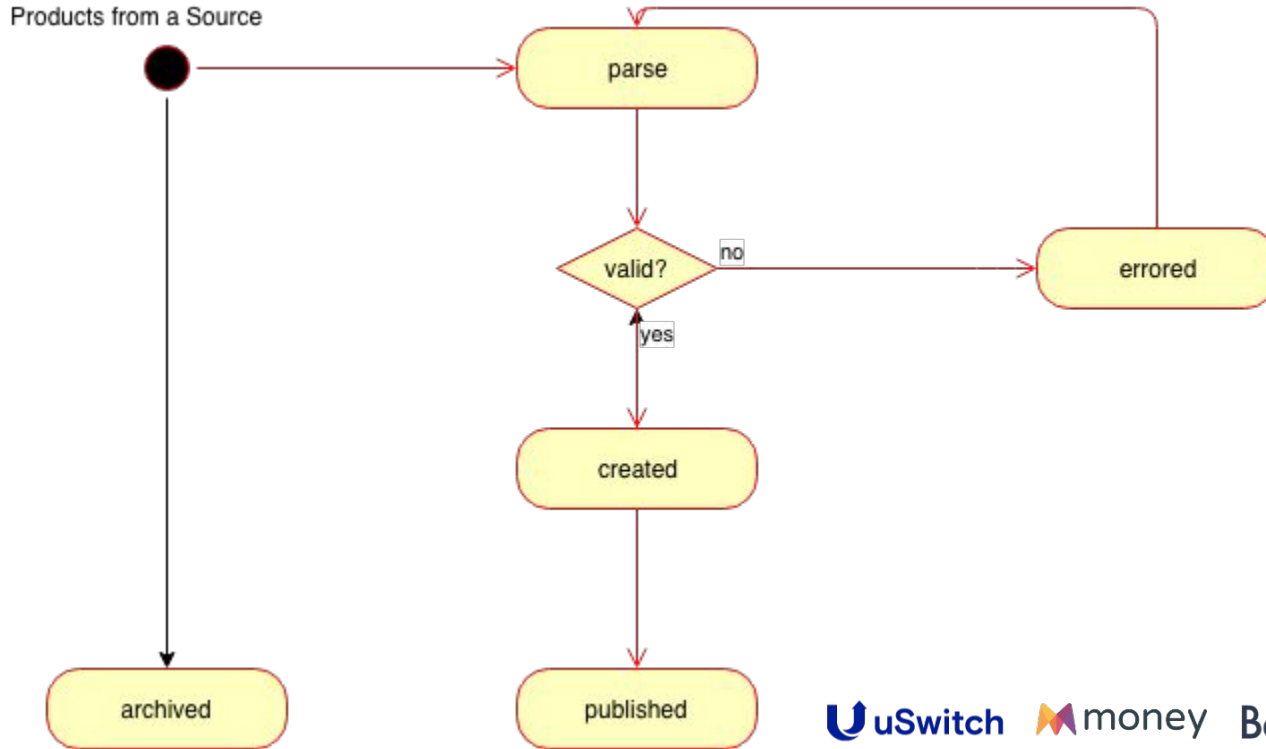 Products from a Source
parse
valid?
no
errored
yes
created
archived
published
uSwitch
money